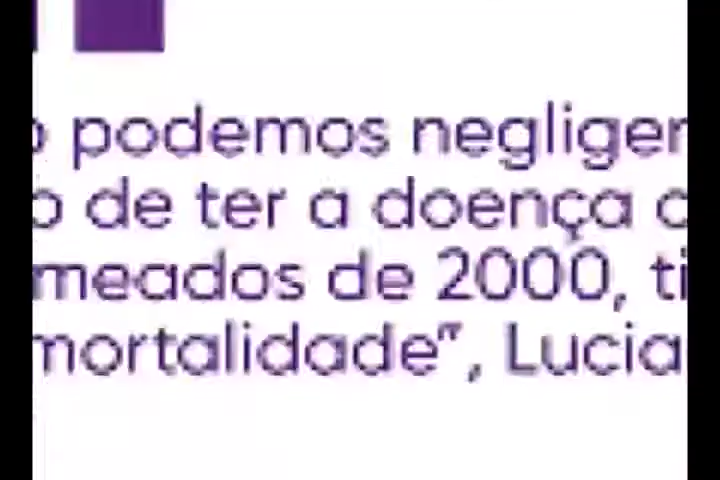 o podemos negligen
o de ter a doença
meados de 2000, ti
mortalidade”, Lucia